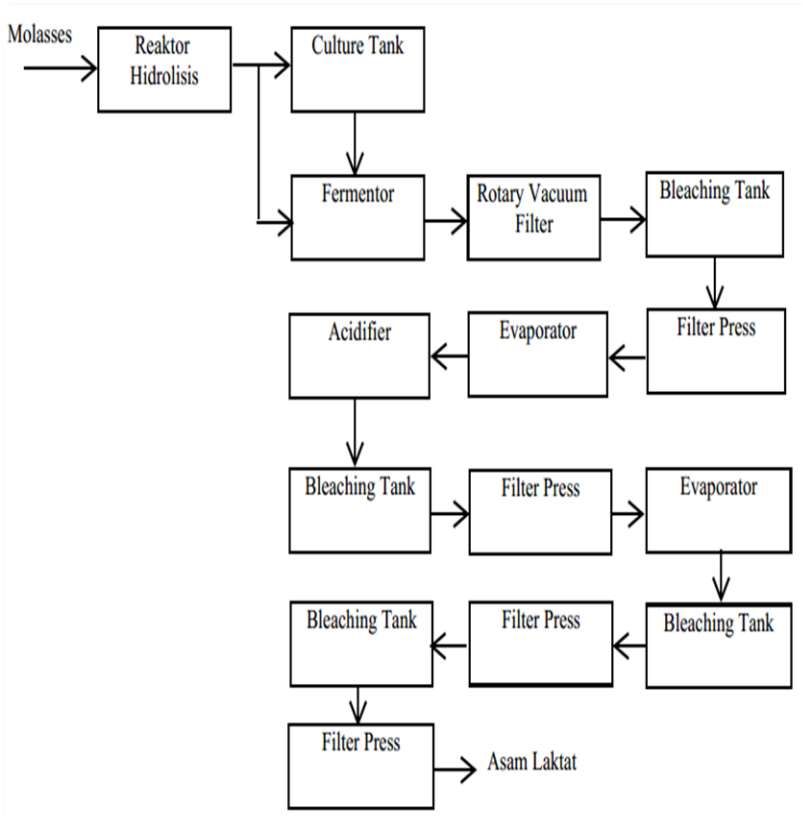 Molasses
Reaktor
Hidrolisis
Culture Tank
Fermentor
Rotary Vacuum
Filter
Bleaching Tank
Filter Press
Evaporator
Acidifier
Bleaching Tank
Filter Press
Evaporator
Bleaching Tank
Filter Press
Bleaching Tank
Filter Press
Asam Laktat